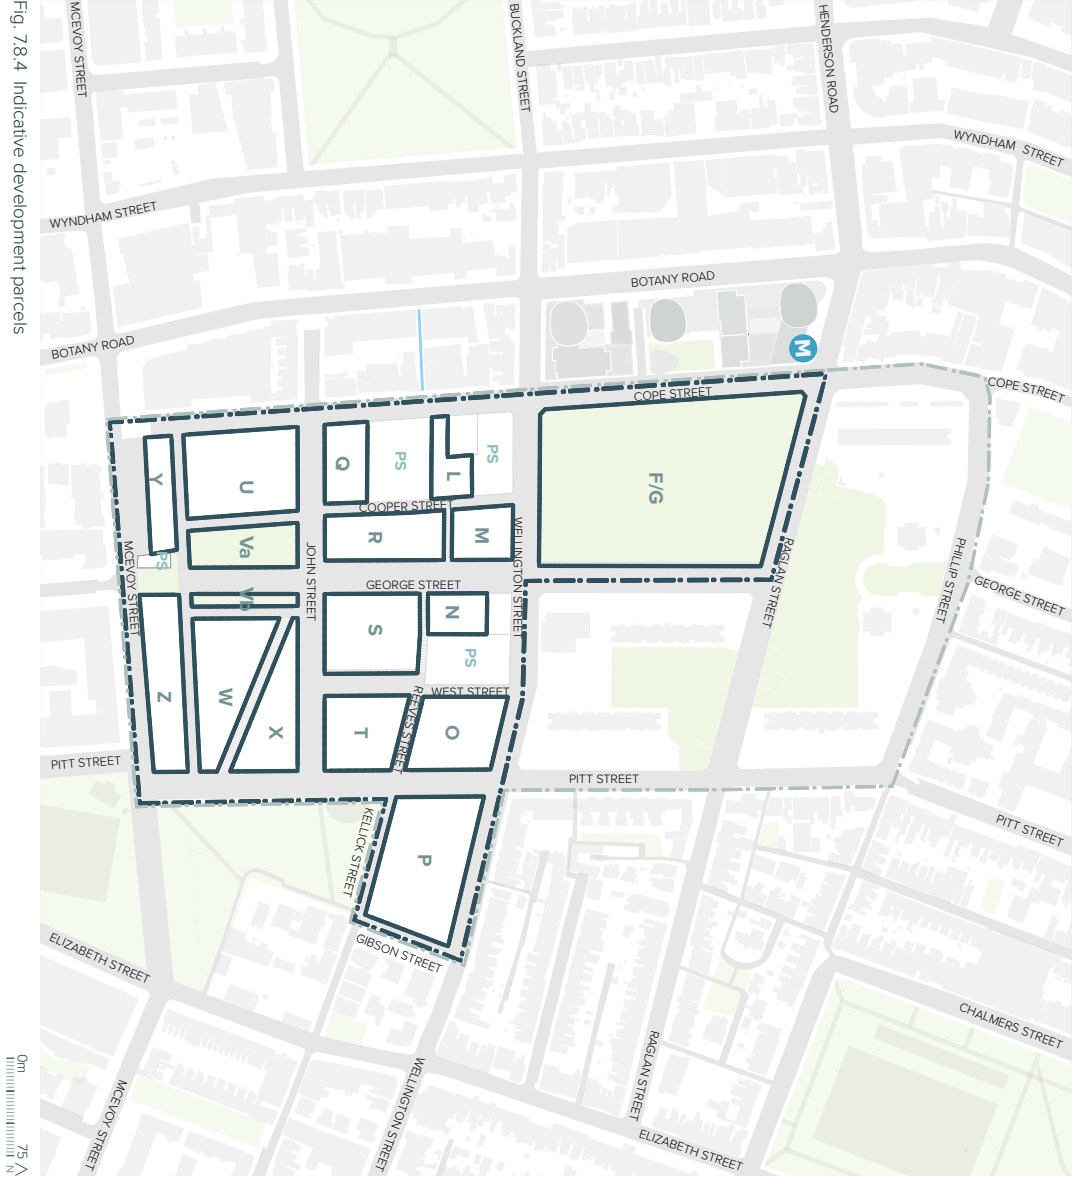 Fig. 7.8.4 Indicative development parcels
MCEVOY STREET
BUCKLAND STREET
HENDERSON ROAD
WYNDHAM STREET
WYNDHAM STREET
BOTANY ROAD
BOTANY ROAD
M
COPE STREET
COPE STREET
F/G
Y
U
Q
PS
L
PS
COOPER STREET
Va
R
M
PS
MCEVOY STREET
JOHN STREET
WELLINGTON STREET
RAGLAN STREET
PHILLIP STREET
GEORGE STREET
GEORGE STREET
Vb
S
N
PS
Z
W
X
T
REEVES STREET
WEST STREET
O
PITT STREET
PITT STREET
PITT STREET
KELLICK STREET
P
GIBSON STREET
ELIZABETH STREET
CHALMERS STREET
MCEVOY STREET
WELLINGTON STREET
RAGLAN STREET
ELIZABETH STREET
0m
75
N